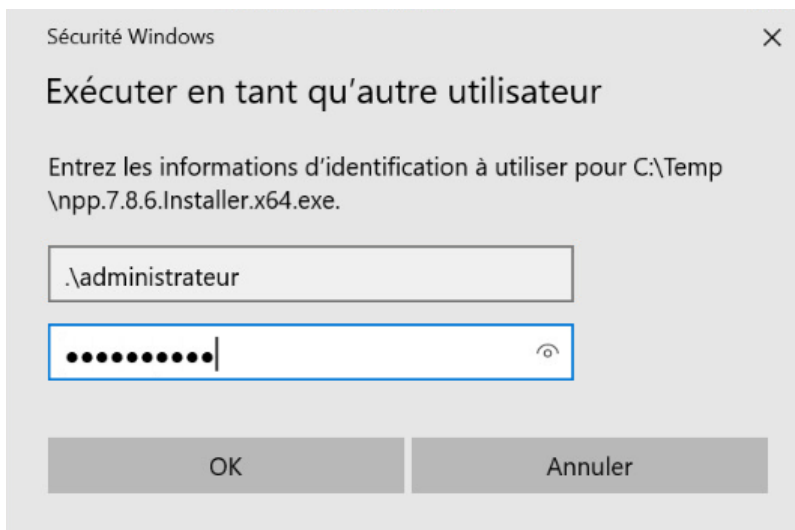 Sécurité Windows
Exécuter en tant qu'autre utilisateur
Entrez les informations d'identification à utiliser pour C:\Temp
\npp.7.8.6.Installer.x64.exe.
.\administrateur
●●●●●●●●●●
OK Annuler